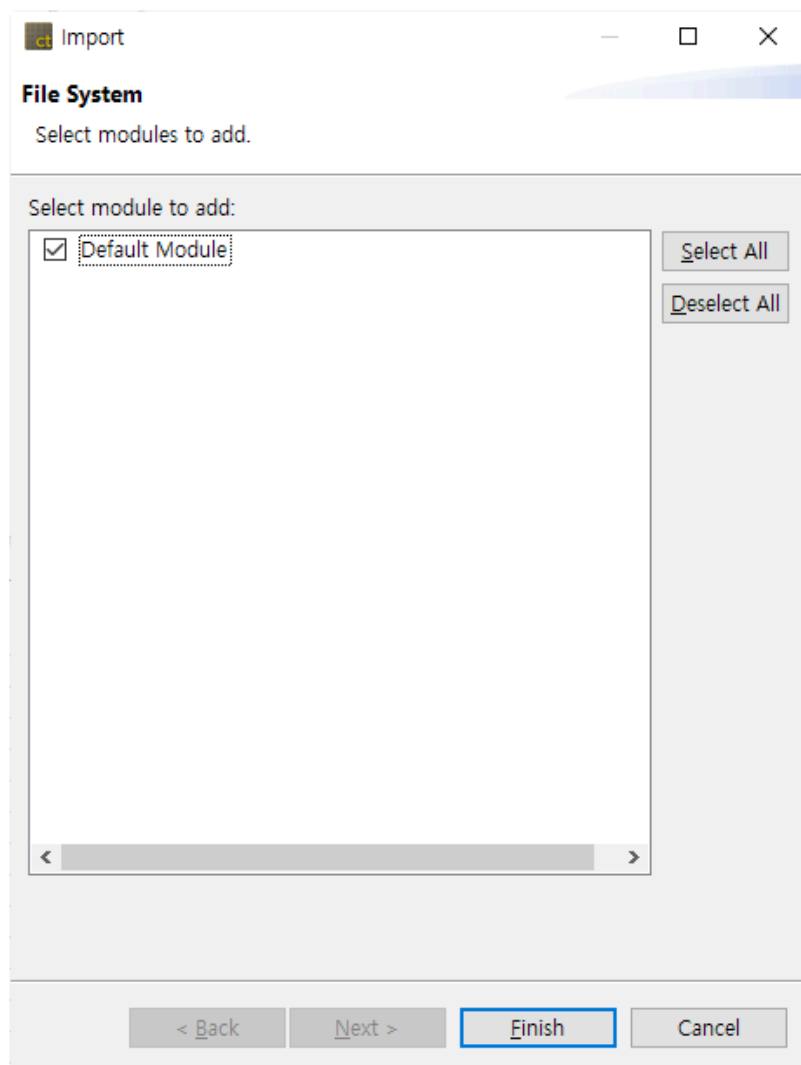 ct Import
File System
Select modules to add.
Select module to add:
Default Module
Select All
Deselect All
< Back
Next >
Finish
Cancel